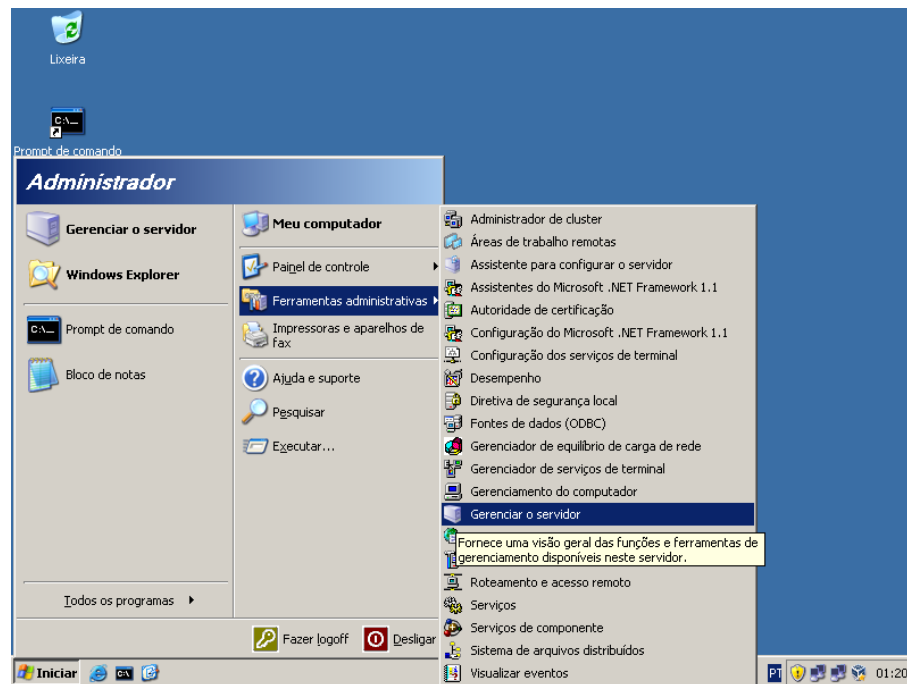 Lixeira
C:\_
Prompt de comando
Administrador
Gerenciar o servidor
Windows Explorer
C:\_
Prompt de comando
Bloco de notas
Todos os programas
Meu computador
Painel de controle
Ferramentas administrativas
Impressoras e aparelhos de
fax
Ajuda e suporte
Pesquisar
Executar...
Fazer logoff
Desligar
Administrador de cluster
Áreas de trabalho remotas
Assistente para configurar o servidor
Assistentes do Microsoft .NET Framework 1.1
Autoridade de certificação
Configuração do Microsoft .NET Framework 1.1
Configuração dos serviços de terminal
Desempenho
Diretiva de segurança local
Fontes de dados (ODBC)
Gerenciador de equilíbrio de carga de rede
Gerenciador de serviços de terminal
Gerenciamento do computador
Gerenciar o servidor
Fornece uma visão geral das funções e ferramentas de
gerenciamento disponíveis neste servidor.
Roteamento e acesso remoto
Serviços
Serviços de componente
Sistema de arquivos distribuídos
Visualizar eventos
Iniciar
PT
01:20